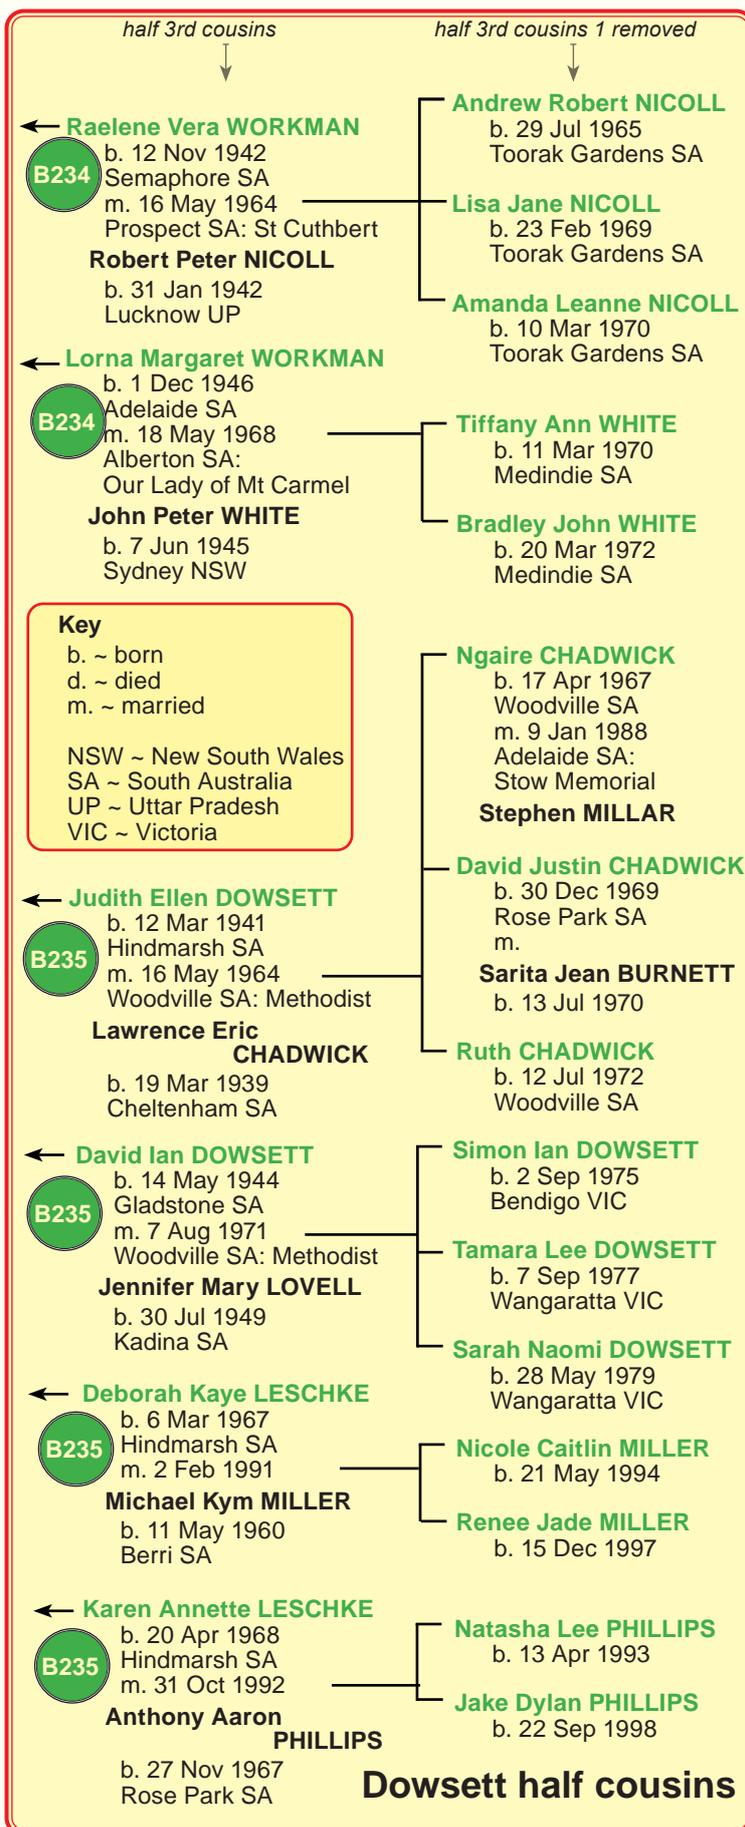 half 3rd cousins
half 3rd cousins 1 removed
Raelene Vera WORKMAN
B234
b. 12 Nov 1942
Semaphore SA
m. 16 May 1964
Prospect SA: St Cuthbert
Robert Peter NICOLL
b. 31 Jan 1942
Lucknow UP
Andrew Robert NICOLL
b. 29 Jul 1965
Toorak Gardens SA
Lisa Jane NICOLL
b. 23 Feb 1969
Toorak Gardens SA
Amanda Leanne NICOLL
b. 10 Mar 1970
Toorak Gardens SA
Lorna Margaret WORKMAN
B234
b. 1 Dec 1946
Adelaide SA
m. 18 May 1968
Alberton SA:
Our Lady of Mt Carmel
John Peter WHITE
b. 7 Jun 1945
Sydney NSW
Tiffany Ann WHITE
b. 11 Mar 1970
Medindie SA
Bradley John WHITE
b. 20 Mar 1972
Medindie SA
Key
b. ~ born
d. ~ died
m. ~ married
NSW ~ New South Wales
SA ~ South Australia
UP ~ Uttar Pradesh
VIC ~ Victoria
Judith Ellen DOWSETT
B235
b. 12 Mar 1941
Hindmarsh SA
m. 16 May 1964
Woodville SA: Methodist
Lawrence Eric
CHADWICK
b. 19 Mar 1939
Cheltenham SA
Ngaire CHADWICK
b. 17 Apr 1967
Woodville SA
m. 9 Jan 1988
Adelaide SA:
Stow Memorial
Stephen MILLAR
David Justin CHADWICK
b. 30 Dec 1969
Rose Park SA
m.
Sarita Jean BURNETT
b. 13 Jul 1970
Ruth CHADWICK
b. 12 Jul 1972
Woodville SA
David Ian DOWSETT
B235
b. 14 May 1944
Gladstone SA
m. 7 Aug 1971
Woodville SA: Methodist
Jennifer Mary LOVELL
b. 30 Jul 1949
Kadina SA
Simon Ian DOWSETT
b. 2 Sep 1975
Bendigo VIC
Tamara Lee DOWSETT
b. 7 Sep 1977
Wangaratta VIC
Sarah Naomi DOWSETT
b. 28 May 1979
Wangaratta VIC
Deborah Kaye LESCHKE
B235
b. 6 Mar 1967
Hindmarsh SA
m. 2 Feb 1991
Michael Kym MILLER
b. 11 May 1960
Berri SA
Nicole Caitlin MILLER
b. 21 May 1994
Renee Jade MILLER
b. 15 Dec 1997
Karen Annette LESCHKE
B235
b. 20 Apr 1968
Hindmarsh SA
m. 31 Oct 1992
Anthony Aaron
PHILLIPS
b. 27 Nov 1967
Rose Park SA
Natasha Lee PHILLIPS
b. 13 Apr 1993
Jake Dylan PHILLIPS
b. 22 Sep 1998
Dowsett half cousins